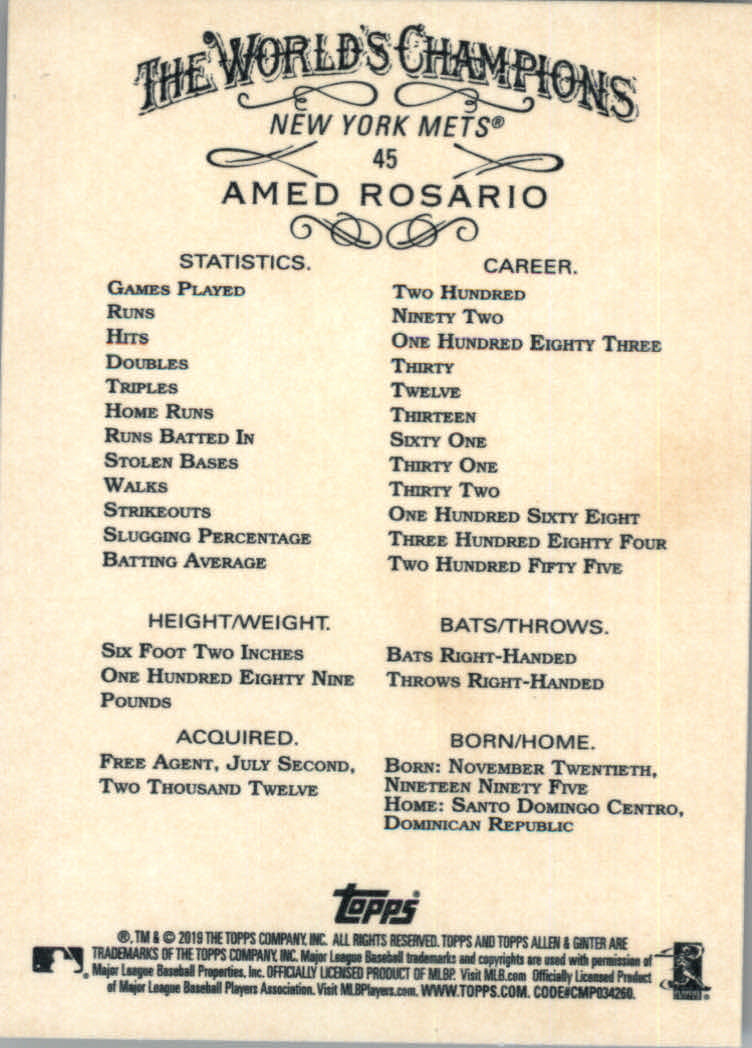 THE WORLD'S CHAMPIONS
NEW YORK METS®
45
AMED ROSARIO
STATISTICS. CAREER.
GAMES PLAYED TWO HUNDRED
RUNS NINETY TWO
HITS ONE HUNDRED EIGHTY THREE
DOUBLES THIRTY
TRIPLES TWELVE
HOME RUNS THIRTEEN
RUNS BATTED IN SIXTY ONE
STOLEN BASES THIRTY ONE
WALKS THIRTY TWO
STRIKEOUTS ONE HUNDRED SIXTY EIGHT
SLUGGING PERCENTAGE THREE HUNDRED EIGHTY FOUR
BATTING AVERAGE TWO HUNDRED FIFTY FIVE
HEIGHT/WEIGHT.
SIX FOOT TWO INCHES
ONE HUNDRED EIGHTY NINE
POUNDS
BATS/THROWS.
BATS RIGHT-HANDED
THROWS RIGHT-HANDED
ACQUIRED.
FREE AGENT, JULY SECOND,
TWO THOUSAND TWELVE
BORN/HOME.
BORN: NOVEMBER TWENTIETH,
NINETEEN NINETY FIVE
HOME: SANTO DOMINGO CENTRO,
DOMINICAN REPUBLIC
topps®
®, TM & © 2019 THE TOPPS COMPANY, INC. ALL RIGHTS RESERVED. TOPPS AND TOPPS ALLEN & GINTER ARE
TRADEMARKS OF THE TOPPS COMPANY, INC. Major League Baseball trademarks and copyrights are used with permission of
Major League Baseball Properties, Inc. OFFICIALLY LICENSED PRODUCT OF MLBP. Visit MLB.com Officially Licensed Product
of Major League Baseball Players Association. Visit MLBPlayers.com. WWW.TOPPS.COM. CODE#CMP034260.